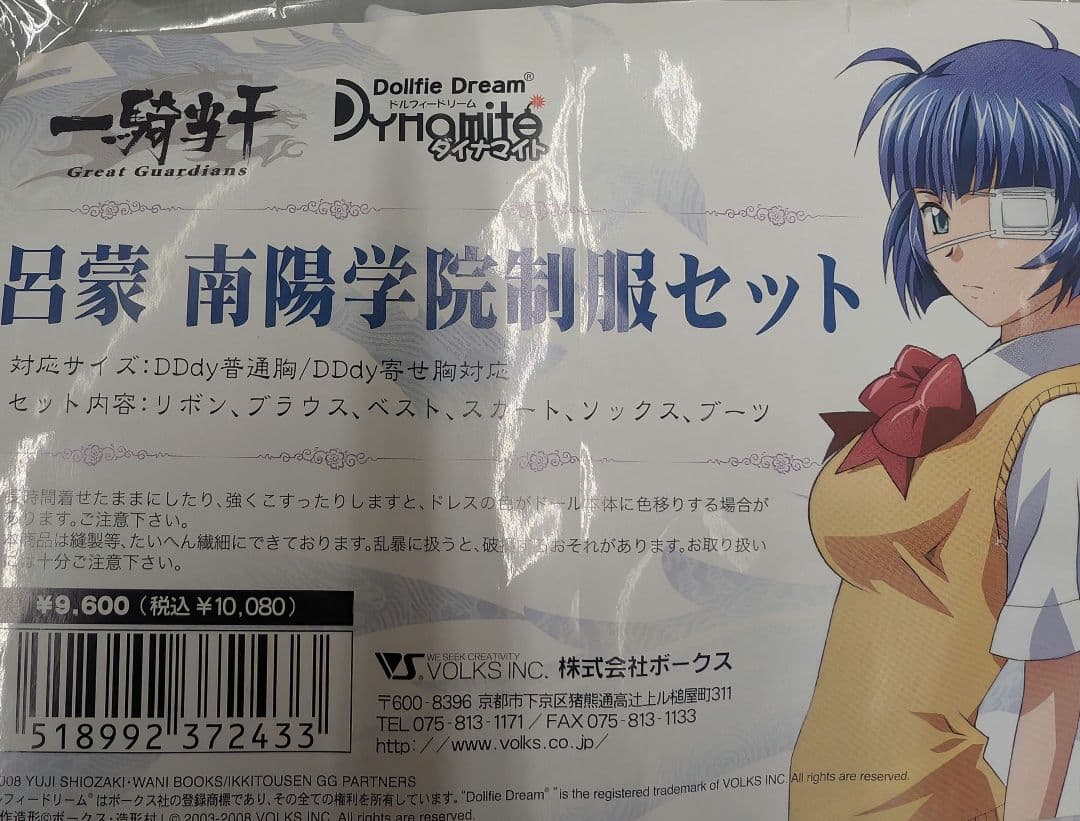 一騎当千
Great Guardians
Dollfie Dream®
ドルフィードリーム
DYNAMITE
ダイナマイト
呂蒙 南陽学院制服セット
対応サイズ:DDdy普通胸/DDdy寄せ胸対応
セット内容:リボン、ブラウス、ベスト、スカート、ソックス、ブーツ
長時間着せたままにしたり、強くこすったりしますと、ドレスの色がドール本体に色移りする場合が
あります。ご注意下さい。
本商品は縫製等、たいへん繊細にできております。乱暴に扱うと、破損するおそれがあります。お取り扱い
には十分ご注意下さい。
¥9,600(税込¥10,080)
518992 372433
VS® WE SEEK CREATIVITY
VOLKS INC. 株式会社ボークス
〒600-8396 京都市下京区猪熊通高辻上ル槌屋町311
TEL 075-813-1171/FAX 075-813-1133
http://www.volks.co.jp/
008 YUJI SHIOZAKI・WANI BOOKS/IKKITOUSEN GG PARTNERS
ルフィードリーム®はボークス社の登録商標であり、その全ての権利を所有しています。"Dollfie Dream®" is the registered trademark of VOLKS INC. All rights are reserved.
作造形©ボークス・造形村 © 2003-2008 VOLKS INC. All rights are reserved.